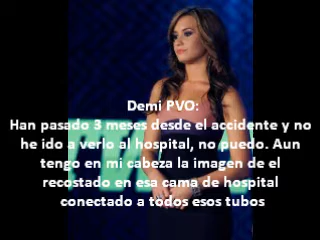 Demi PVO:
Han pasado 3 meses desde el accidente y no
he ido a verlo al hospital, no puedo. Aun
tengo en mi cabeza la imagen de el
recostado en esa cama de hospital
conectado a todos esos tubos